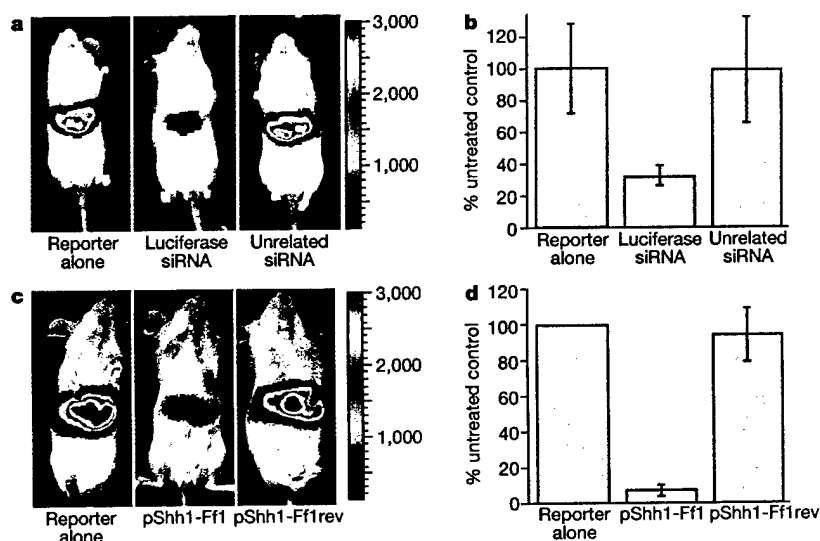 a
3,000
2,000
1,000
Reporter alone
Luciferase siRNA
Unrelated siRNA
b
% untreated control
120
100
80
60
40
20
0
Reporter alone
Luciferase siRNA
Unrelated siRNA
c
3,000
2,000
1,000
Reporter alone
pShh1-Ff1
pShh1-Ff1rev
d
% untreated control
120
100
80
60
40
20
0
Reporter alone
pShh1-Ff1
pShh1-Ff1rev